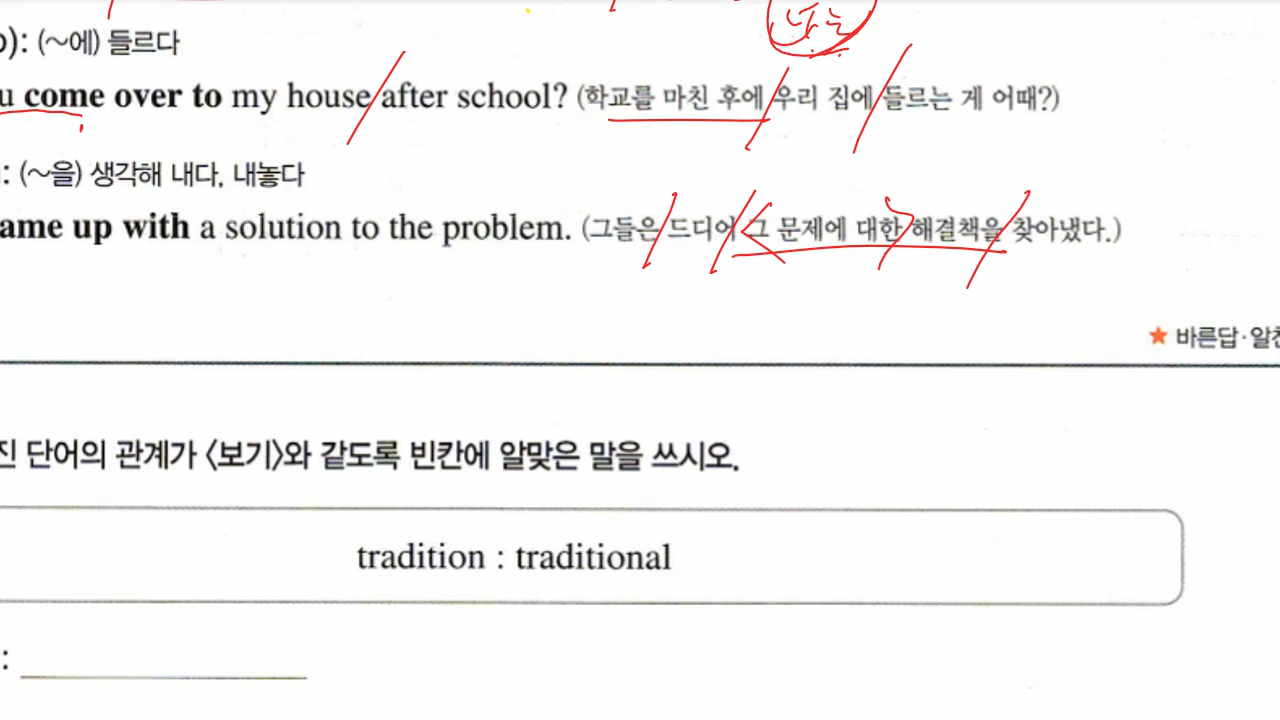 나는
(～에) 들르다
come over to my house after school? (학교를 마친 후에 우리 집에 들르는 게 어때?)
: (～을) 생각해 내다, 내놓다
ame up with a solution to the problem. (그들은 드디어 그 문제에 대한 해결책을 찾아냈다.)
★ 바른답·알찬
진 단어의 관계가 〈보기〉와 같도록 빈칸에 알맞은 말을 쓰시오.
tradition : traditional
: